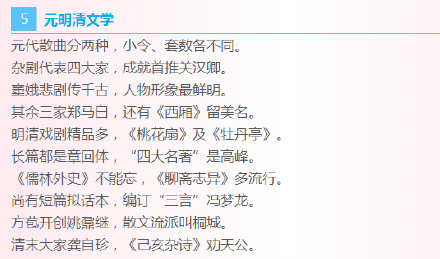 5 元明清文学
元代散曲分两种，小令、套数各不同。
杂剧代表四大家，成就首推关汉卿。
窦娥悲剧传千古，人物形象最鲜明。
其余三家郑马白，还有《西厢》留美名。
明清戏剧精品多，《桃花扇》及《牡丹亭》。
长篇都是章回体，“四大名著”是高峰。
《儒林外史》不能忘，《聊斋志异》多流行。
尚有短篇拟话本，编订“三言”冯梦龙。
方苞开创姚鼐继，散文流派叫桐城。
清末大家龚自珍，《己亥杂诗》劝天公。